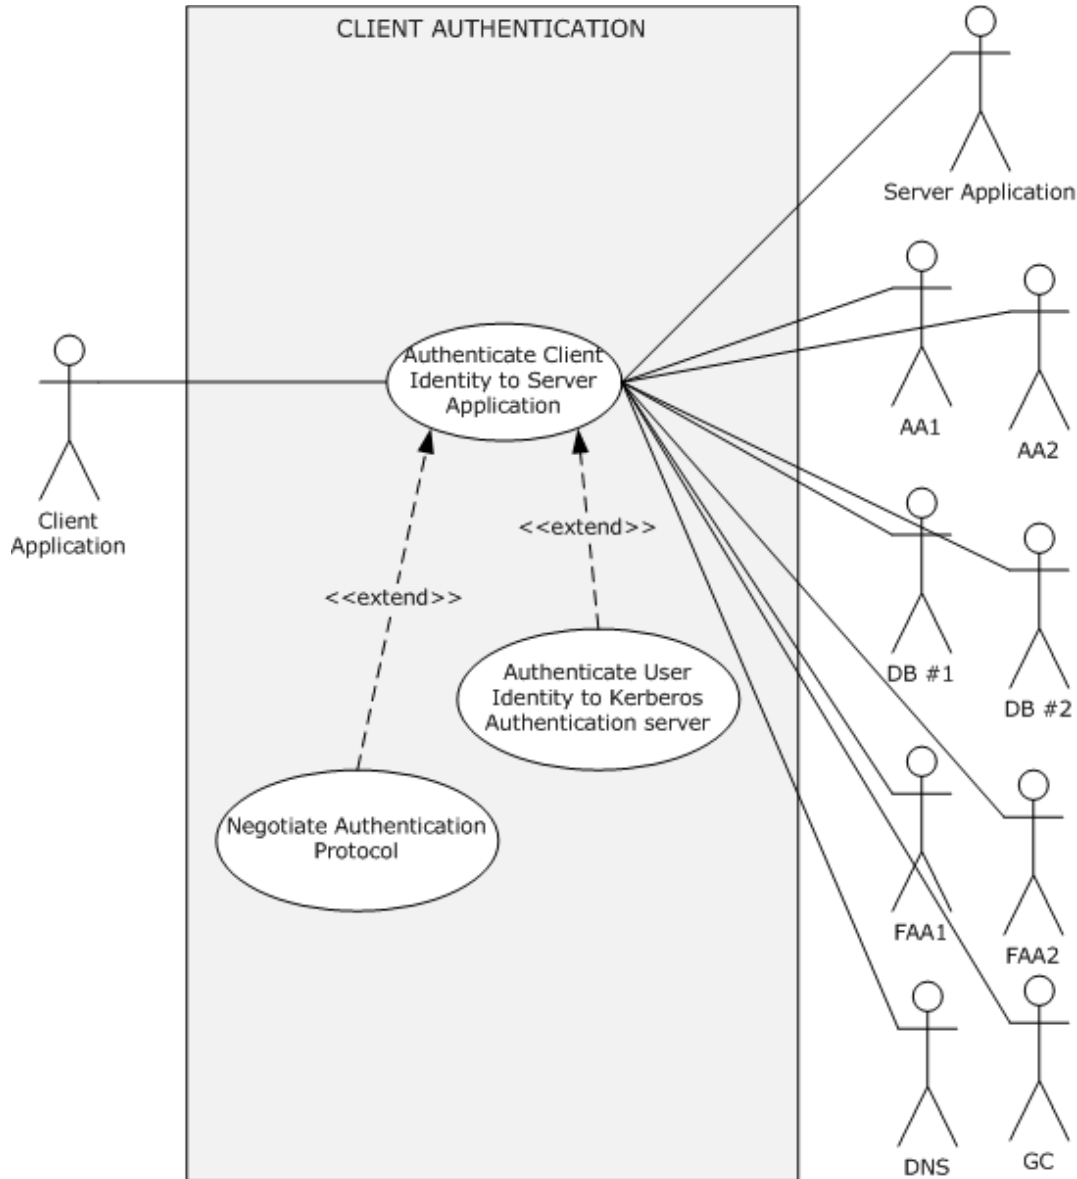 CLIENT AUTHENTICATION
Server Application
Authenticate Client
Identity to Server
Application
AA1
AA2
Client
Application
<<extend>>
<<extend>>
DB #1
DB #2
Authenticate User
Identity to Kerberos
Authentication server
Negotiate Authentication
Protocol
FAA1
FAA2
DNS
GC